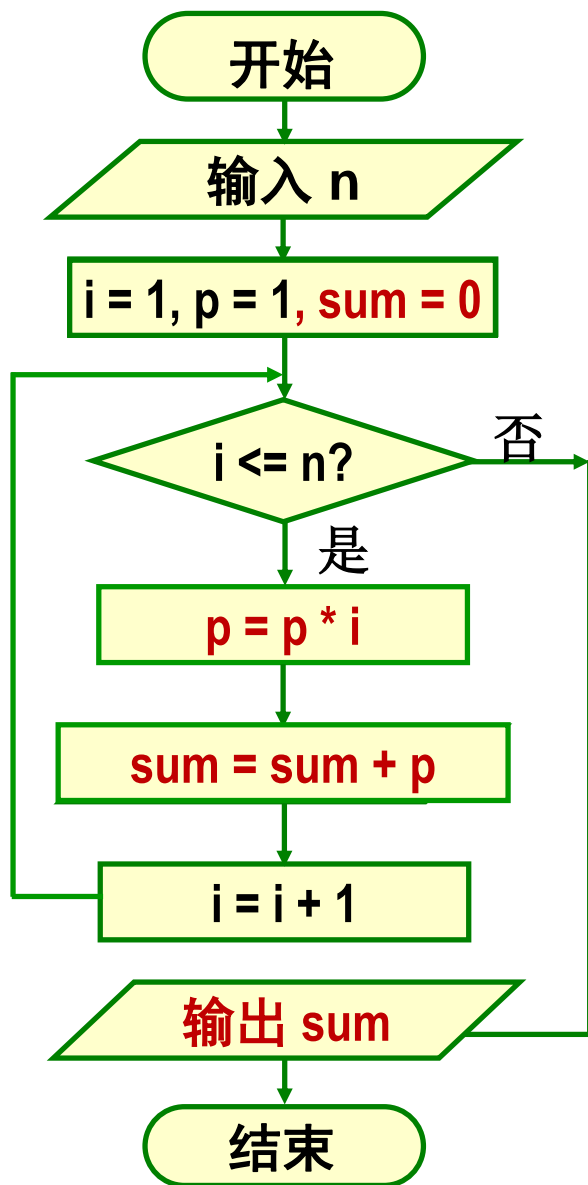 开始
输入 n
i = 1, p = 1, sum = 0
i <= n?
否
是
p = p * i
sum = sum + p
i = i + 1
输出 sum
结束